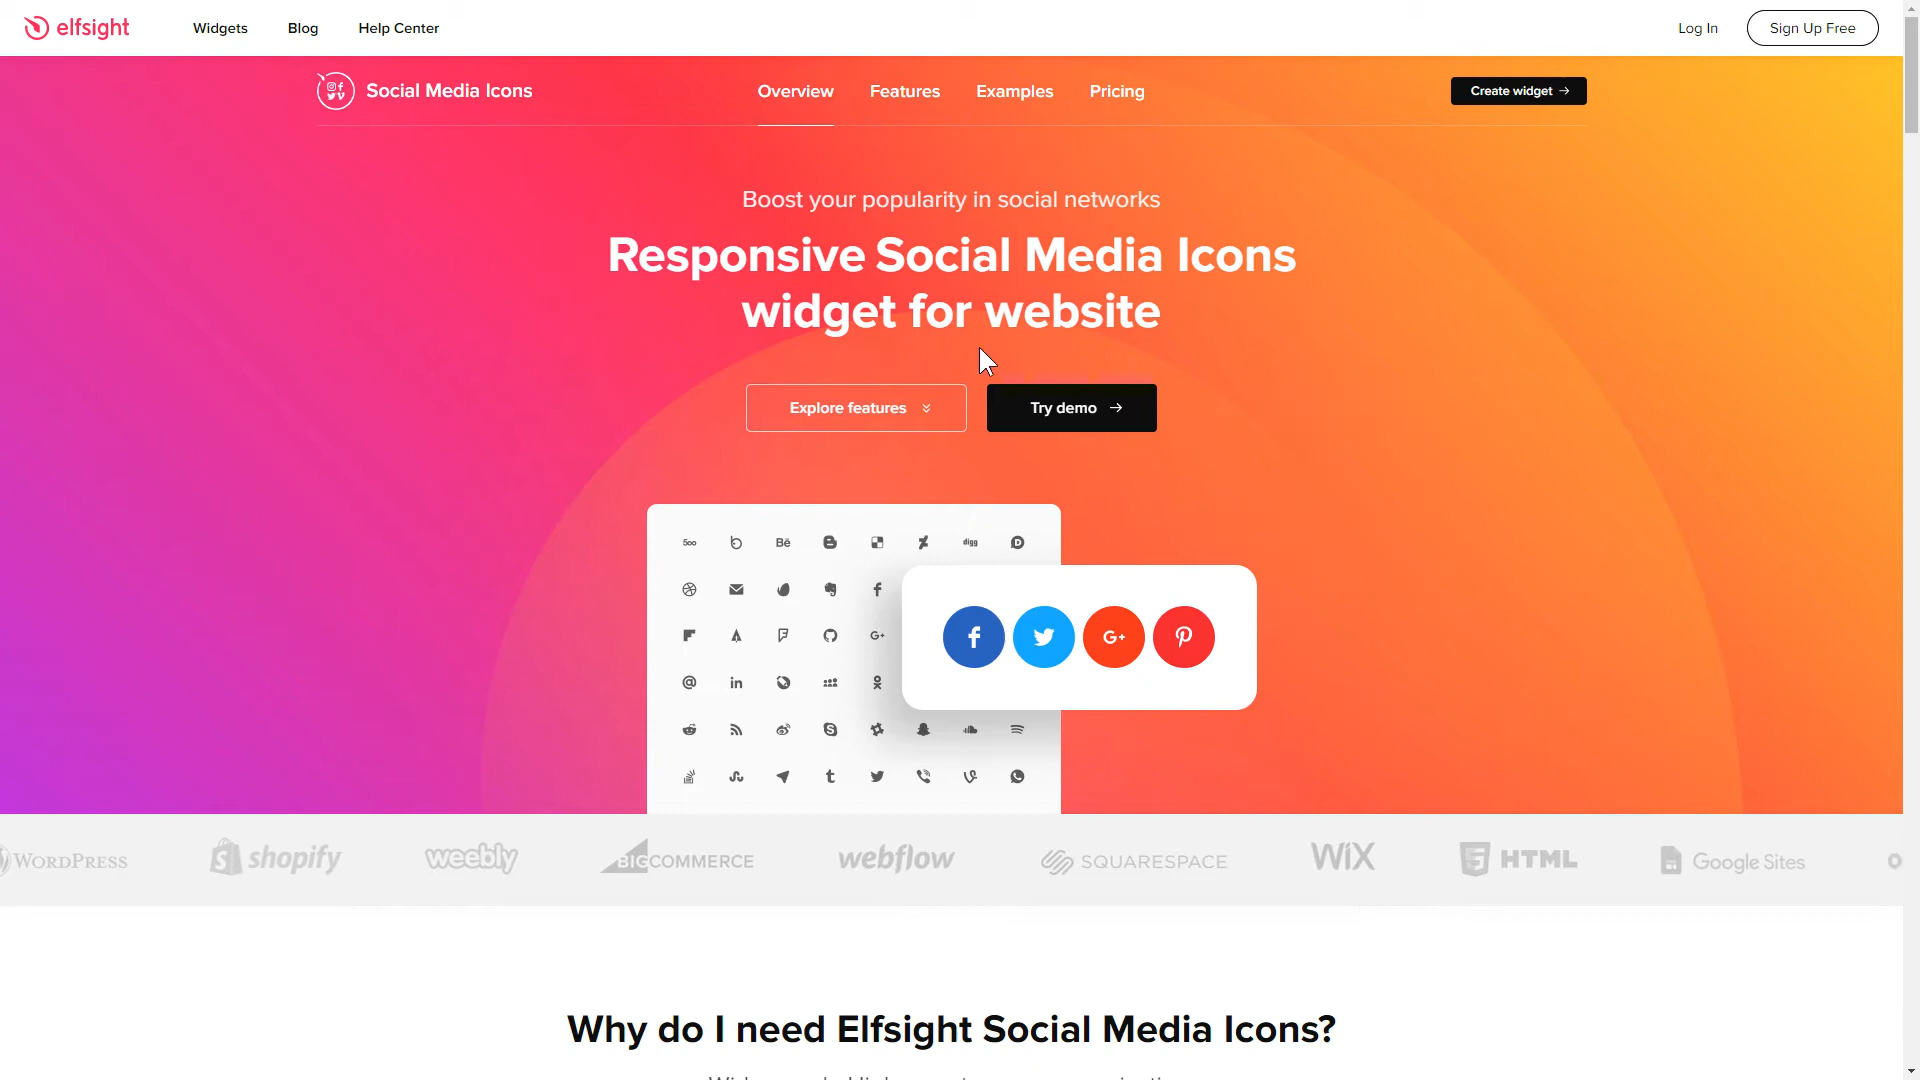 elfsight
Widgets
Blog
Help Center
Log In
Sign Up Free
Social Media Icons
Overview
Features
Examples
Pricing
Create widget
Boost your popularity in social networks
Responsive Social Media Icons
widget for website
Explore features
Try demo
500
Bē
digg
G+
in
G+
WORDPRESS
shopify
weebly
BIGCOMMERCE
webflow
SQUARESPACE
WiX
HTML
Google Sites
Why do I need Elfsight Social Media Icons?